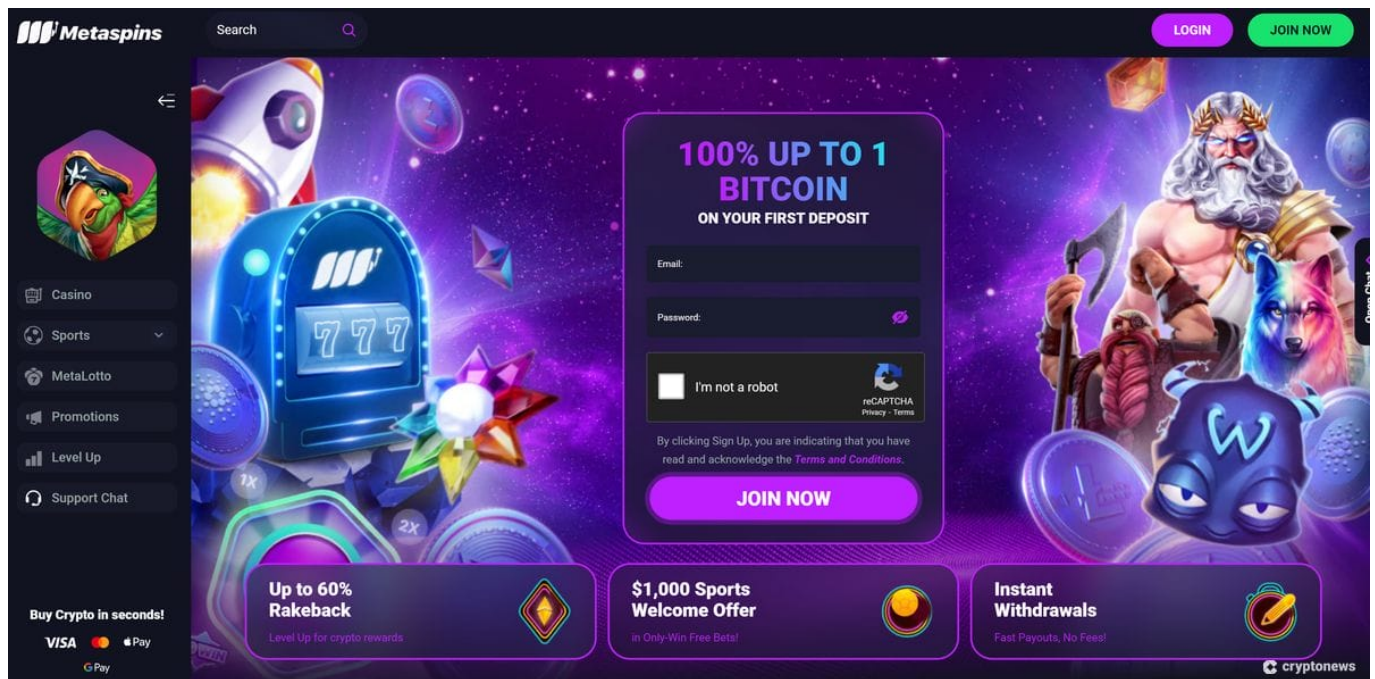 Metaspins
Search
LOGIN
JOIN NOW
Casino
Sports
MetaLotto
Promotions
Level Up
Support Chat
Buy Crypto in seconds!
VISA
Pay
G Pay
777
1X
2X
WIN
100% UP TO 1
BITCOIN
ON YOUR FIRST DEPOSIT
Email:
Password:
I'm not a robot
reCAPTCHA
Privacy - Terms
By clicking Sign Up, you are indicating that you have
read and acknowledge the Terms and Conditions.
JOIN NOW
W
Open Chat
Up to 60%
Rakeback
Level Up for crypto rewards
$1,000 Sports
Welcome Offer
in Only-Win Free Bets!
Instant
Withdrawals
Fast Payouts, No Fees!
cryptonews